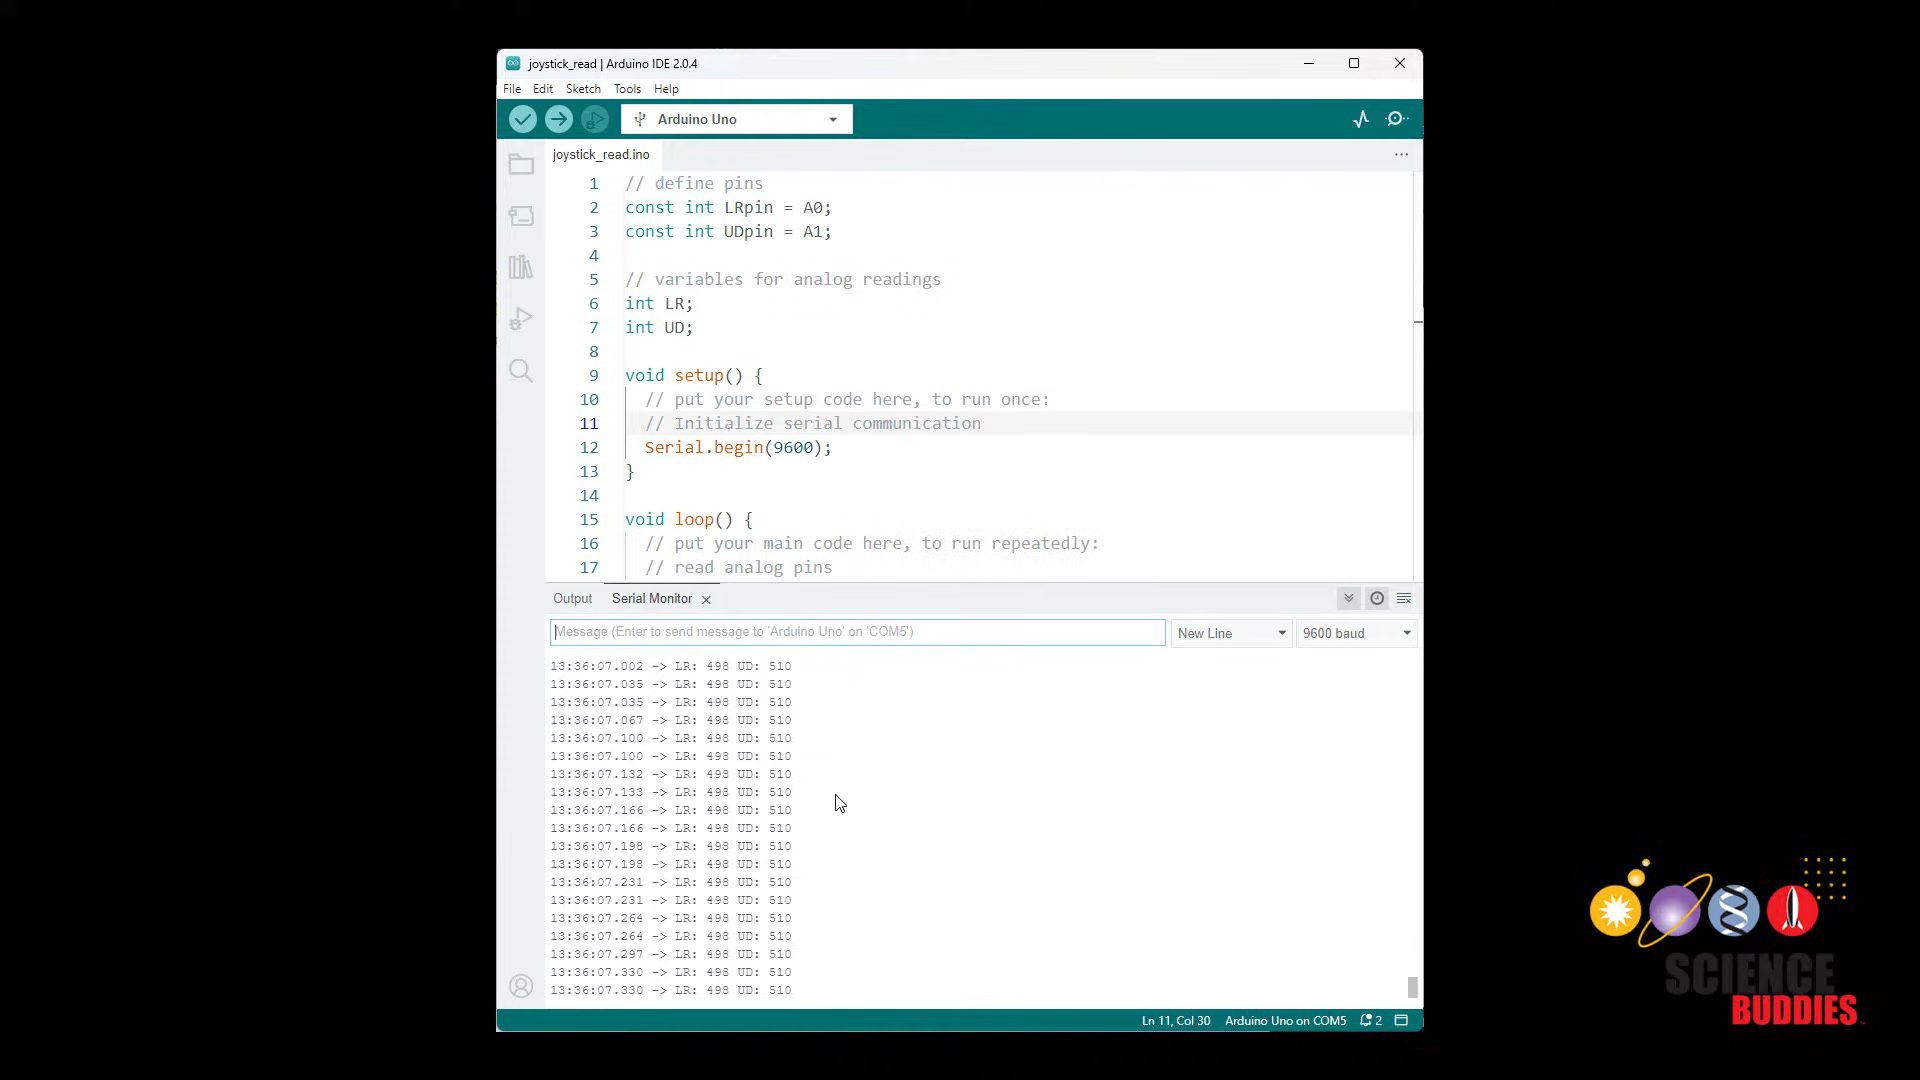 joystick_read | Arduino IDE 2.0.4
File Edit Sketch Tools Help
Arduino Uno
joystick_read.ino
1 // define pins
2 const int LRpin = A0;
3 const int UDpin = A1;
4
5 // variables for analog readings
6 int LR;
7 int UD;
8
9 void setup() {
10 // put your setup code here, to run once:
11 // Initialize serial communication
12 Serial.begin(9600);
13 }
14
15 void loop() {
16 // put your main code here, to run repeatedly:
17 // read analog pins
Output Serial Monitor
Message (Enter to send message to 'Arduino Uno' on 'COM5') New Line 9600 baud
13:36:07.002 -> LR: 498 UD: 510
13:36:07.035 -> LR: 498 UD: 510
13:36:07.035 -> LR: 498 UD: 510
13:36:07.067 -> LR: 498 UD: 510
13:36:07.100 -> LR: 498 UD: 510
13:36:07.100 -> LR: 498 UD: 510
13:36:07.132 -> LR: 498 UD: 510
13:36:07.133 -> LR: 498 UD: 510
13:36:07.166 -> LR: 498 UD: 510
13:36:07.166 -> LR: 498 UD: 510
13:36:07.198 -> LR: 498 UD: 510
13:36:07.198 -> LR: 498 UD: 510
13:36:07.231 -> LR: 498 UD: 510
13:36:07.231 -> LR: 498 UD: 510
13:36:07.264 -> LR: 498 UD: 510
13:36:07.264 -> LR: 498 UD: 510
13:36:07.297 -> LR: 498 UD: 510
13:36:07.330 -> LR: 498 UD: 510
13:36:07.330 -> LR: 498 UD: 510
Ln 11, Col 30 Arduino Uno on COM5 2
SCIENCE
BUDDIES